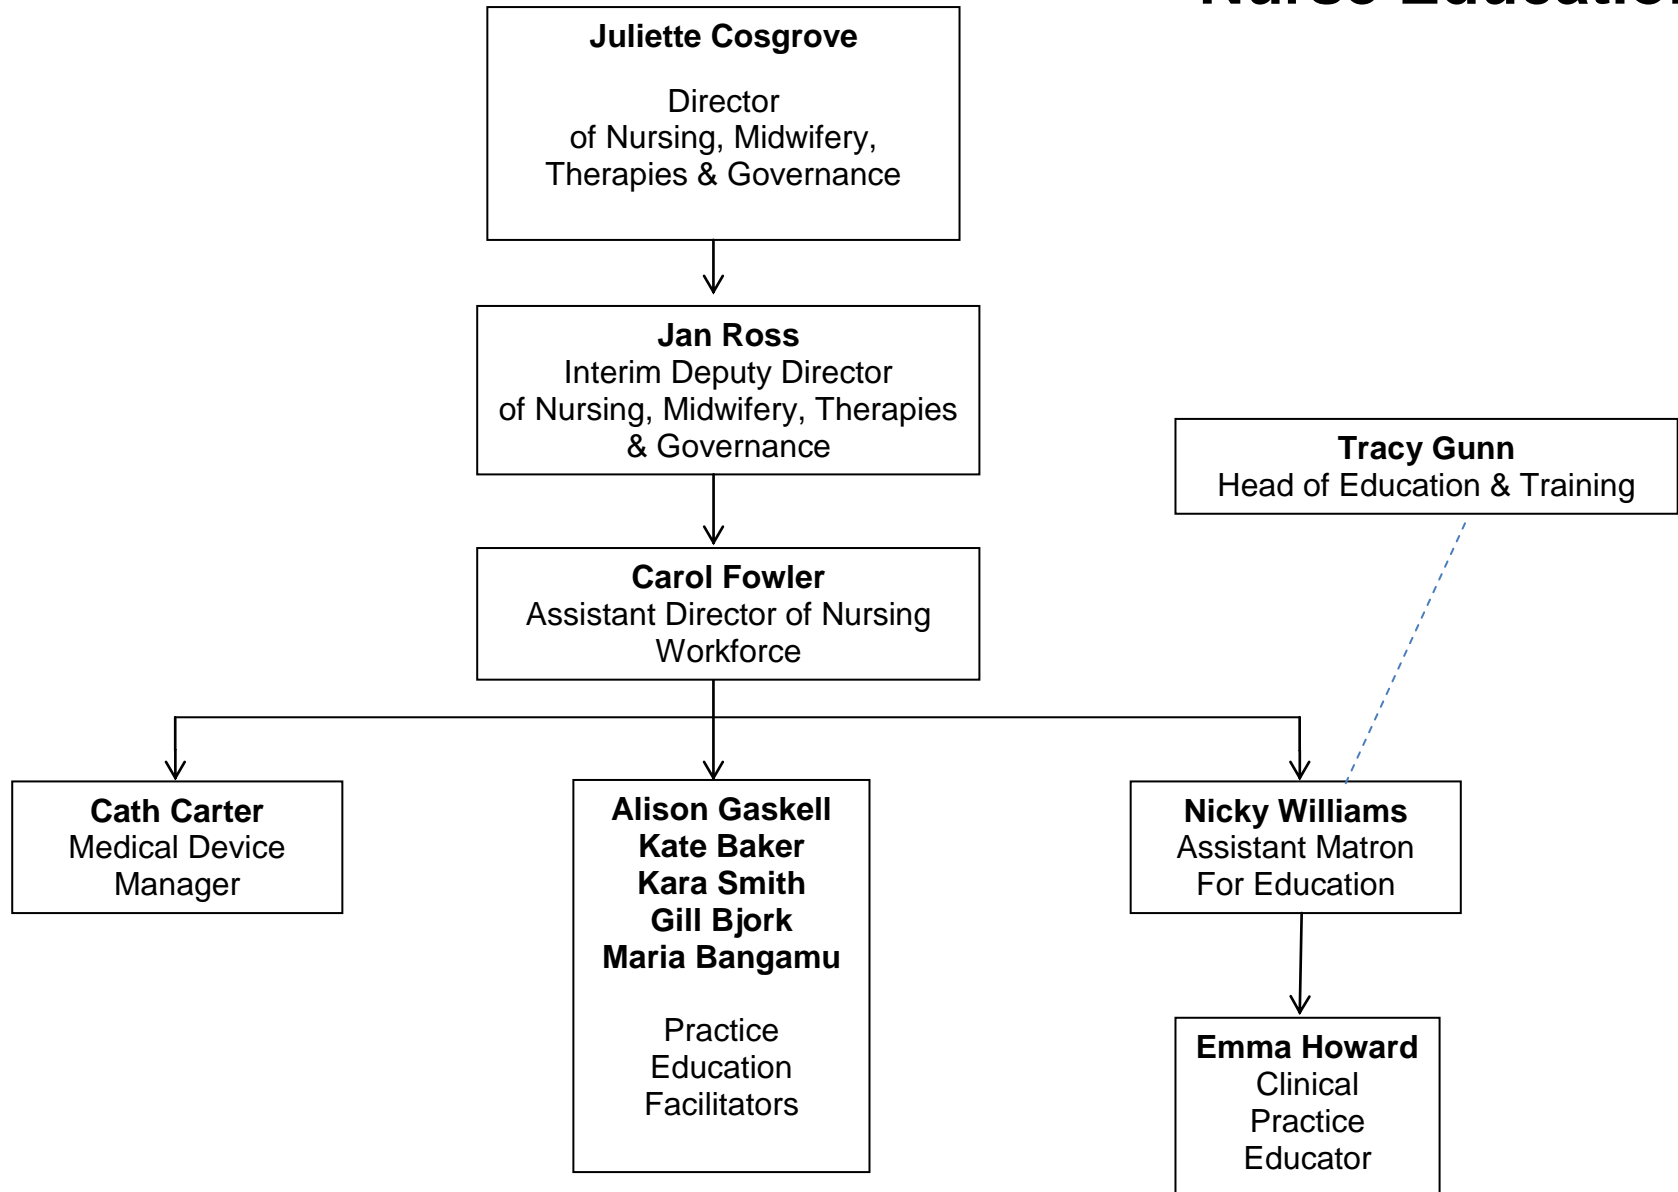 Nurse Education
Juliette Cosgrove
Director
of Nursing, Midwifery,
Therapies & Governance
Jan Ross
Interim Deputy Director
of Nursing, Midwifery, Therapies
& Governance
Tracy Gunn
Head of Education & Training
Carol Fowler
Assistant Director of Nursing
Workforce
Cath Carter
Medical Device
Manager
Alison Gaskell
Kate Baker
Kara Smith
Gill Bjork
Maria Bangamu
Practice
Education
Facilitators
Nicky Williams
Assistant Matron
For Education
Emma Howard
Clinical
Practice
Educator